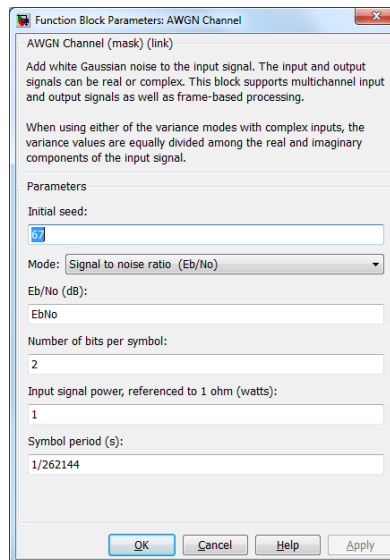 Function Block Parameters: AWGN Channel
AWGN Channel (mask) (link)
Add white Gaussian noise to the input signal. The input and output
signals can be real or complex. This block supports multichannel input
and output signals as well as frame-based processing.
When using either of the variance modes with complex inputs, the
variance values are equally divided among the real and imaginary
components of the input signal.
Parameters
Initial seed:
67
Mode: Signal to noise ratio (Eb/No)
Eb/No (dB):
EbNo
Number of bits per symbol:
2
Input signal power, referenced to 1 ohm (watts):
1
Symbol period (s):
1/262144
OK Cancel Help Apply